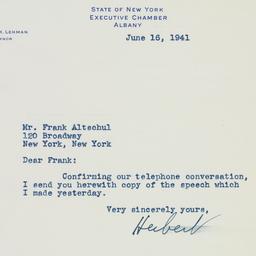 STATE OF NEW YORK
EXECUTIVE CHAMBER
ALBANY
LEHMAN
June 16, 1941
Mr. Frank Altschul
120 Broadway
New York, New York
Dear Frank:
Confirming our telephone conversation,
I send you herewith copy of the speech which
I made yesterday.
Very sincerely yours,
Herbert